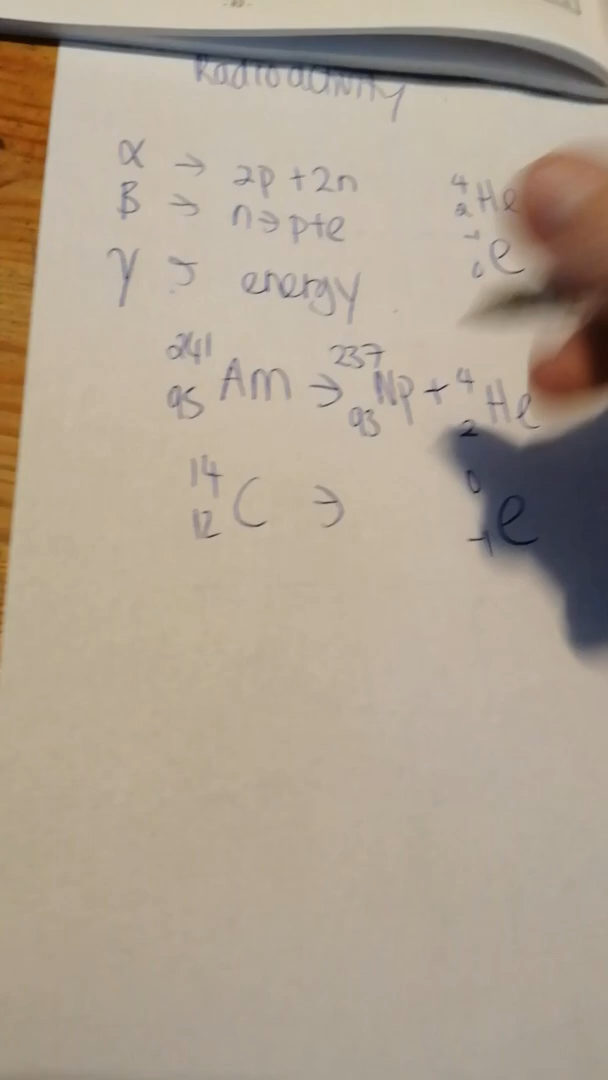 Radioactivity
α → 2p + 2n ⁴₂He
β → n → p+e ⁻¹₀e
γ → energy
²⁴¹₉₅Am → ²³⁷₉₃Np + ⁴₂He
¹⁴₁₂C → ⁰₋₁e